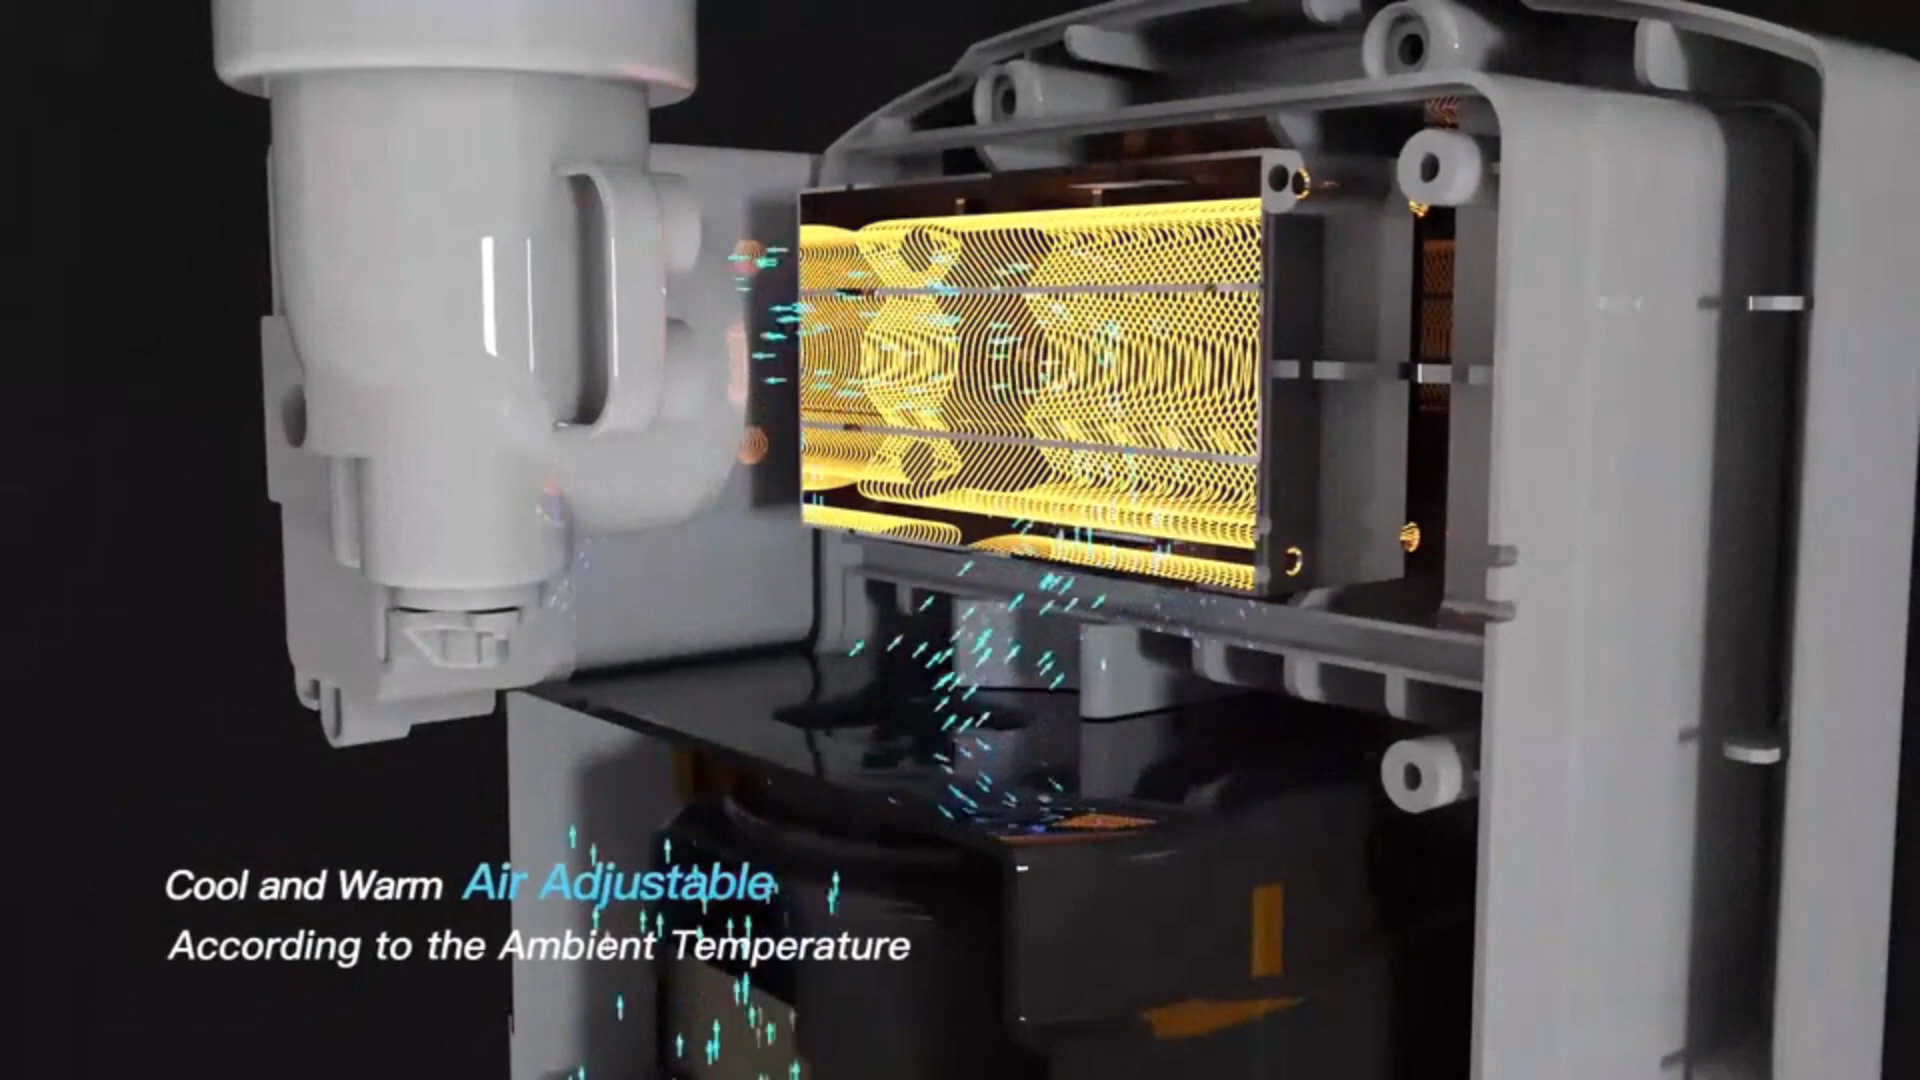 Cool and Warm Air Adjustable
According to the Ambient Temperature